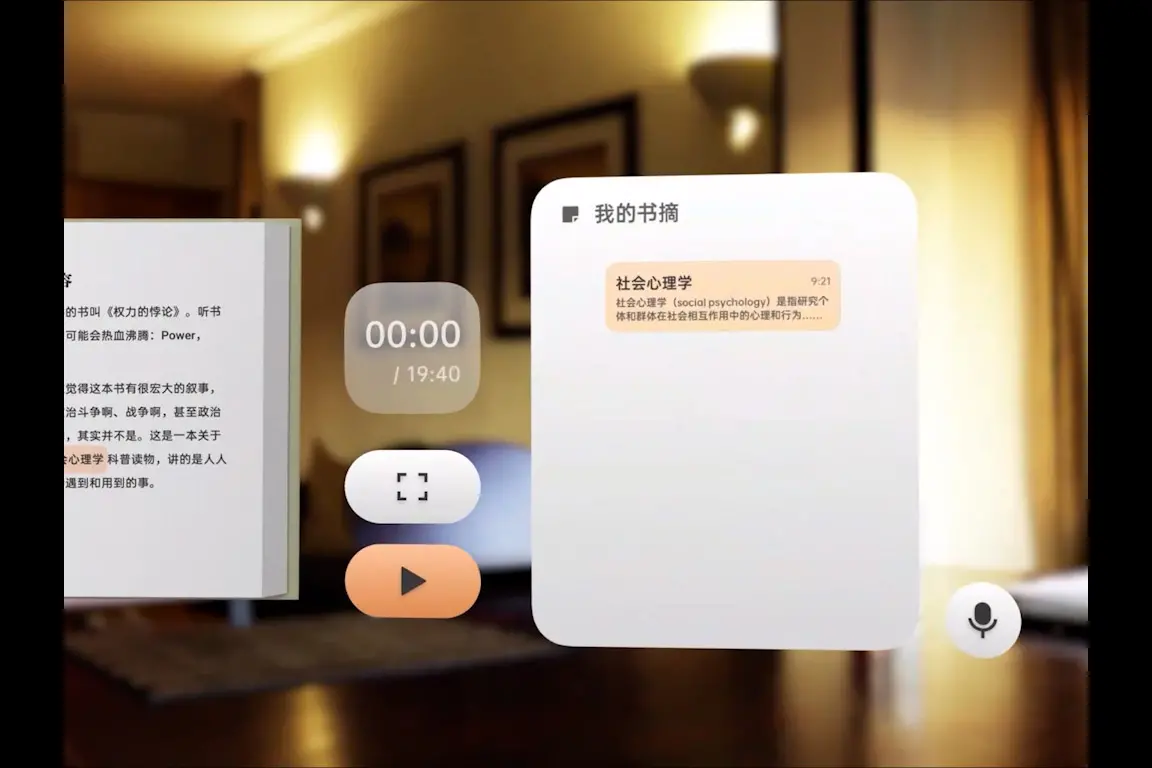 容
的书叫《权力的悖论》。听书
可能会热血沸腾：Power，
觉得这本书有很宏大的叙事，
治斗争啊、战争啊，甚至政治
，其实并不是。这是一本关于
会心理学科普读物，讲的是人人
遇到和用到的事。
00:00
/ 19:40
我的书摘
社会心理学
9:21
社会心理学（social psychology）是指研究个
体和群体在社会相互作用中的心理和行为……